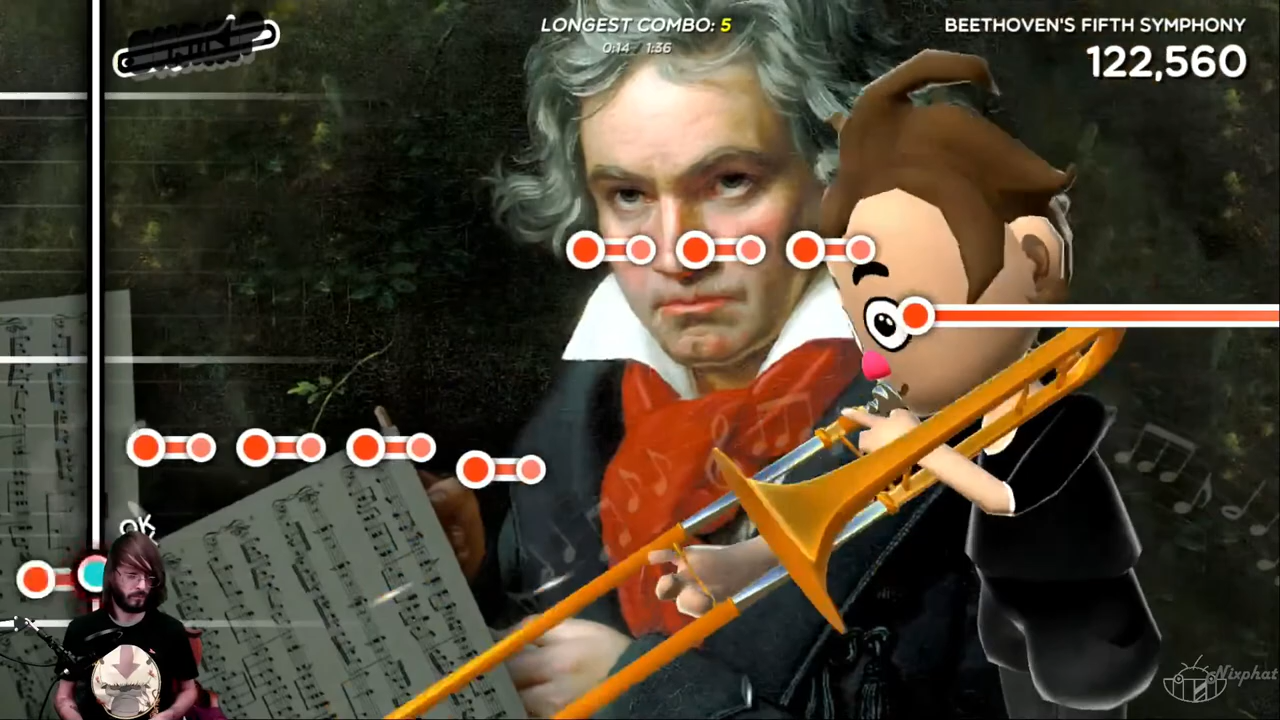 LONGEST COMBO: 5
0:14 / 1:36
BEETHOVEN'S FIFTH SYMPHONY
122,560
OK
Nixphat